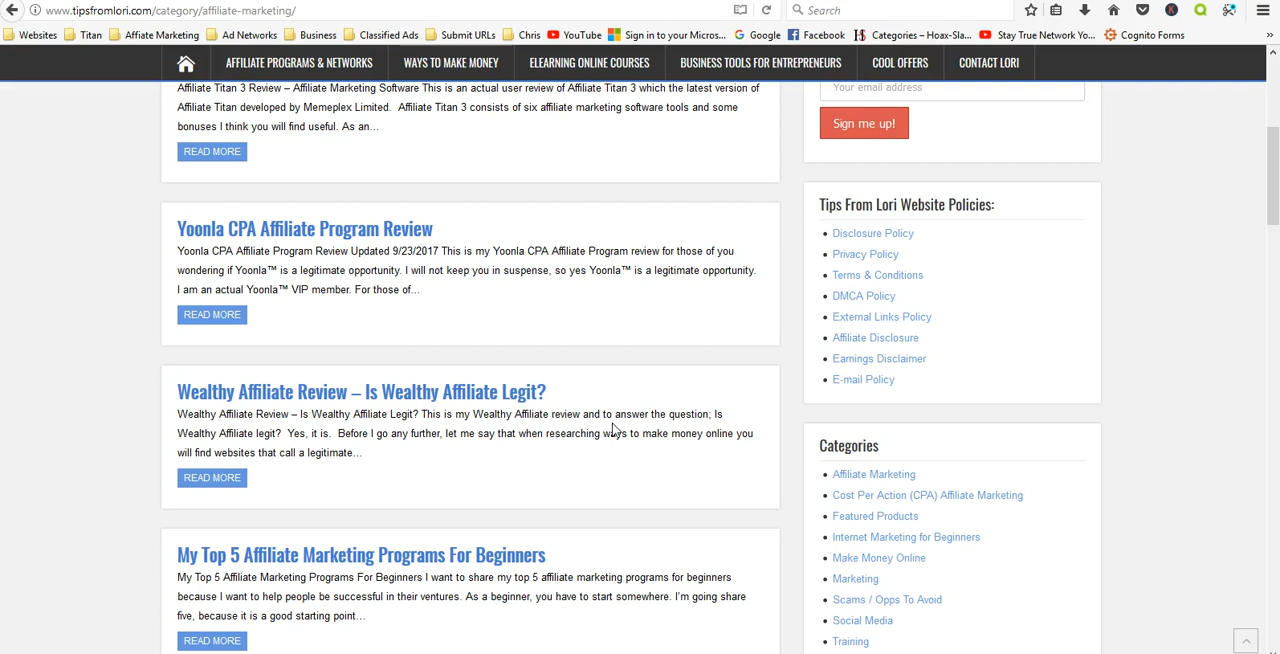 www.tipsfromlori.com/category/affiliate-marketing/
Search
Websites Titan Affiate Marketing Ad Networks Business Classified Ads Submit URLs Chris YouTube Sign in to your Micros... Google Facebook Categories – Hoax-Sla... Stay True Network Yo... Cognito Forms
AFFILIATE PROGRAMS & NETWORKS WAYS TO MAKE MONEY ELEARNING ONLINE COURSES BUSINESS TOOLS FOR ENTREPRENEURS COOL OFFERS CONTACT LORI
Affiliate Titan 3 Review – Affiliate Marketing Software This is an actual user review of Affiliate Titan 3 which the latest version of
Affiliate Titan developed by Memeplex Limited. Affiliate Titan 3 consists of six affiliate marketing software tools and some
bonuses I think you will find useful. As an...
READ MORE
Yoonla CPA Affiliate Program Review
Yoonla CPA Affiliate Program Review Updated 9/23/2017 This is my Yoonla CPA Affiliate Program review for those of you
wondering if Yoonla™ is a legitimate opportunity. I will not keep you in suspense, so yes Yoonla™ is a legitimate opportunity.
I am an actual Yoonla™ VIP member. For those of...
READ MORE
Wealthy Affiliate Review – Is Wealthy Affiliate Legit?
Wealthy Affiliate Review – Is Wealthy Affiliate Legit? This is my Wealthy Affiliate review and to answer the question; Is
Wealthy Affiliate legit? Yes, it is. Before I go any further, let me say that when researching ways to make money online you
will find websites that call a legitimate...
READ MORE
My Top 5 Affiliate Marketing Programs For Beginners
My Top 5 Affiliate Marketing Programs For Beginners I want to share my top 5 affiliate marketing programs for beginners
because I want to help people be successful in their ventures. As a beginner, you have to start somewhere. I'm going share
five, because it is a good starting point...
READ MORE
Your email address
Sign me up!
Tips From Lori Website Policies:
Disclosure Policy
Privacy Policy
Terms & Conditions
DMCA Policy
External Links Policy
Affiliate Disclosure
Earnings Disclaimer
E-mail Policy
Categories
Affiliate Marketing
Cost Per Action (CPA) Affiliate Marketing
Featured Products
Internet Marketing for Beginners
Make Money Online
Marketing
Scams / Opps To Avoid
Social Media
Training